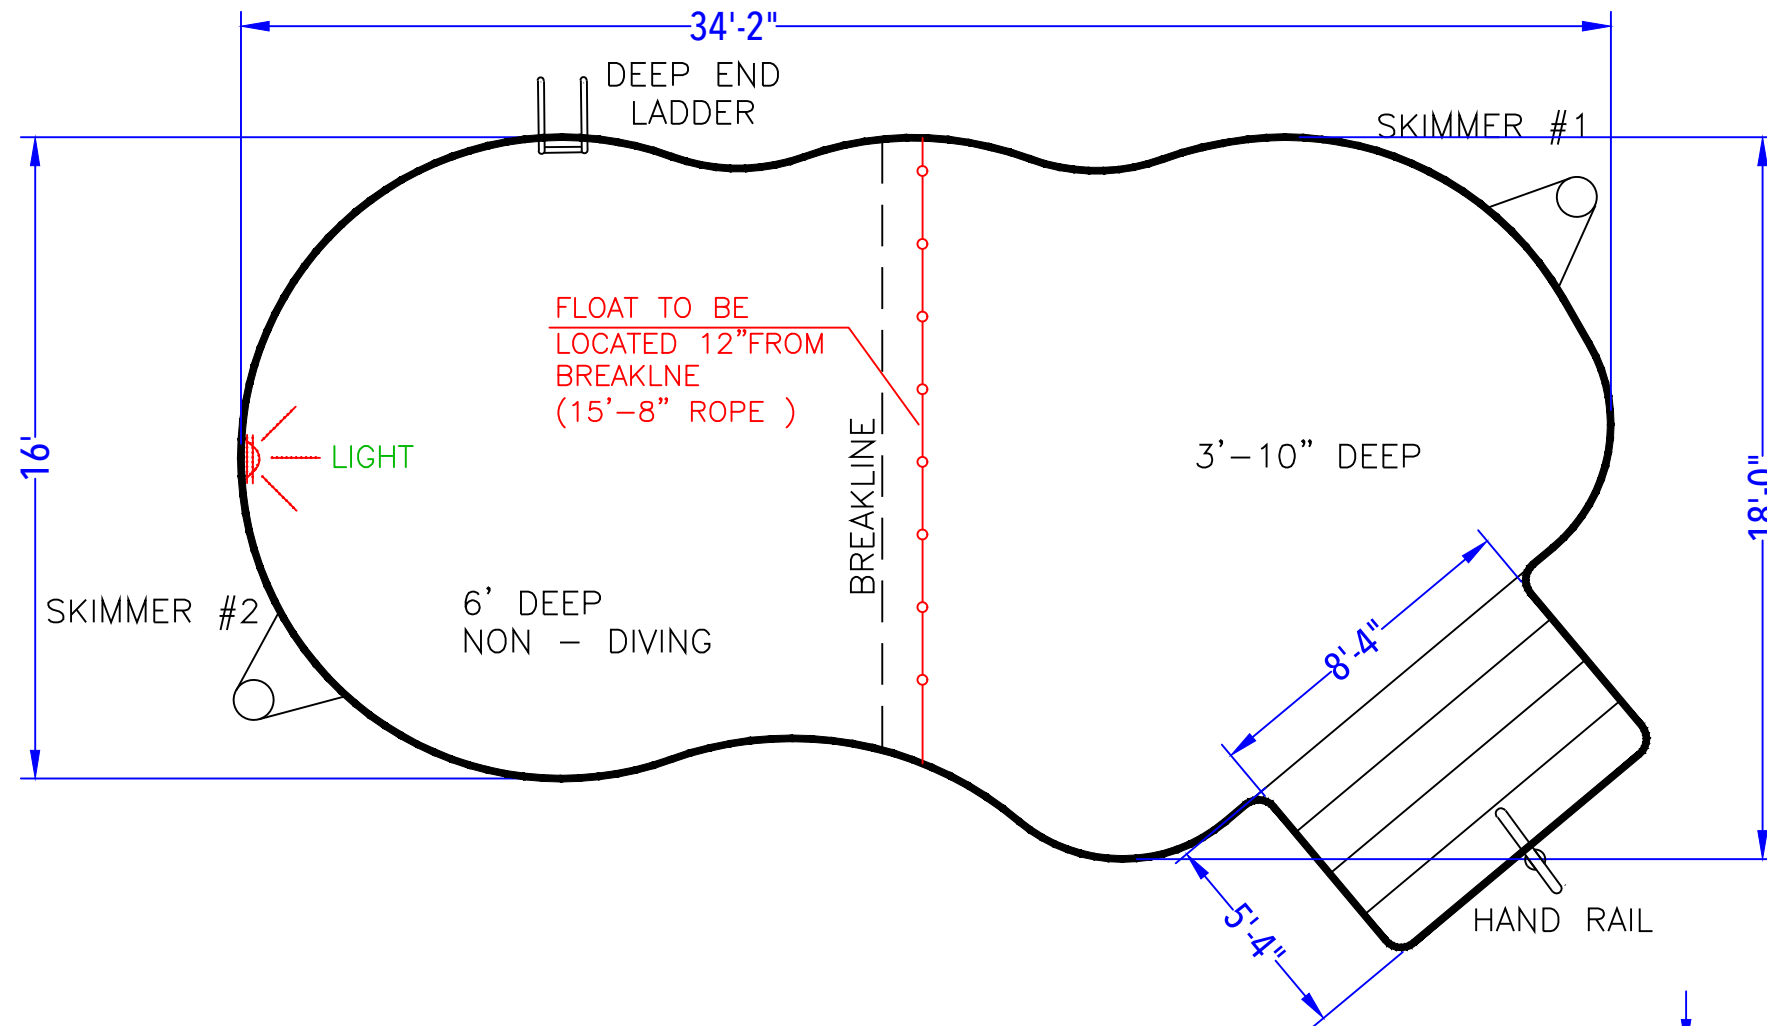 34'-2"
DEEP END
LADDER
SKIMMER #1
FLOAT TO BE
LOCATED 12”FROM
BREAKLNE
(15’-8” ROPE )
16'
LIGHT
BREAKLINE
3’-10” DEEP
18'-0"
SKIMMER #2
6’ DEEP
NON - DIVING
8'-4"
5'-4"
HAND RAIL